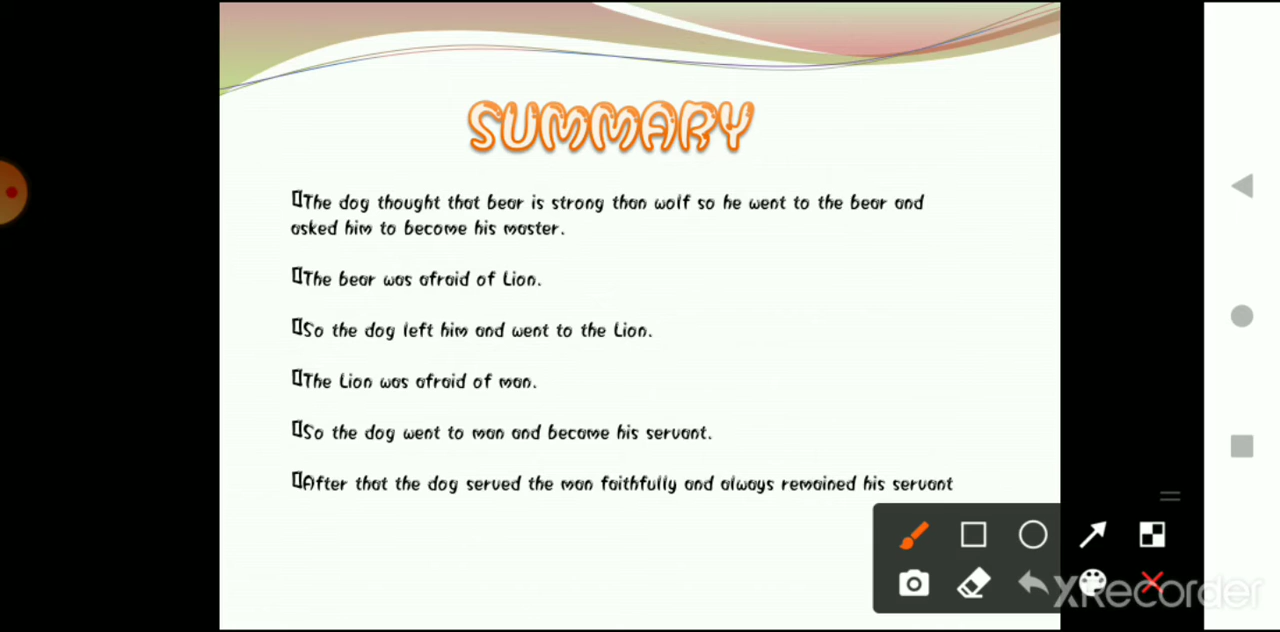 SUMMARY
The dog thought that bear is strong than wolf so he went to the bear and
asked him to become his master.
The bear was afraid of Lion.
So the dog left him and went to the Lion.
The Lion was afraid of man.
So the dog went to man and became his servant.
After that the dog served the man faithfully and always remained his servant
XRecorder